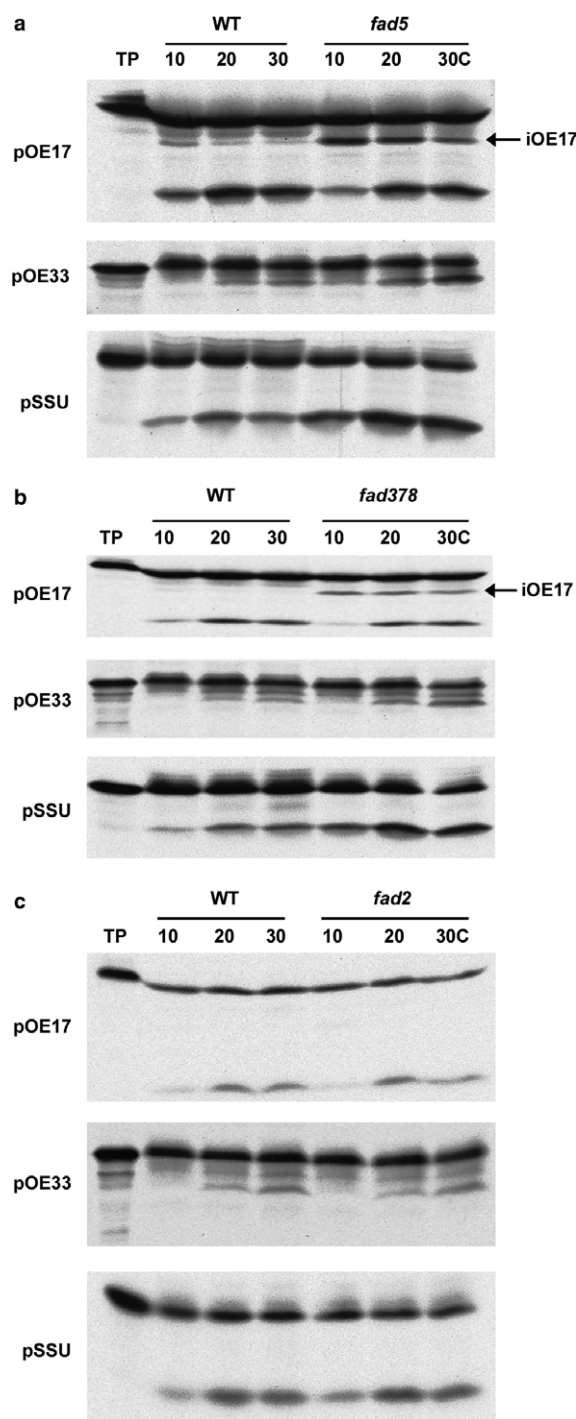 a
WT fad5
TP 10 20 30 10 20 30C
pOE17
iOE17
pOE33
pSSU
b
WT fad378
TP 10 20 30 10 20 30C
pOE17
iOE17
pOE33
pSSU
c
WT fad2
TP 10 20 30 10 20 30C
pOE17
pOE33
pSSU